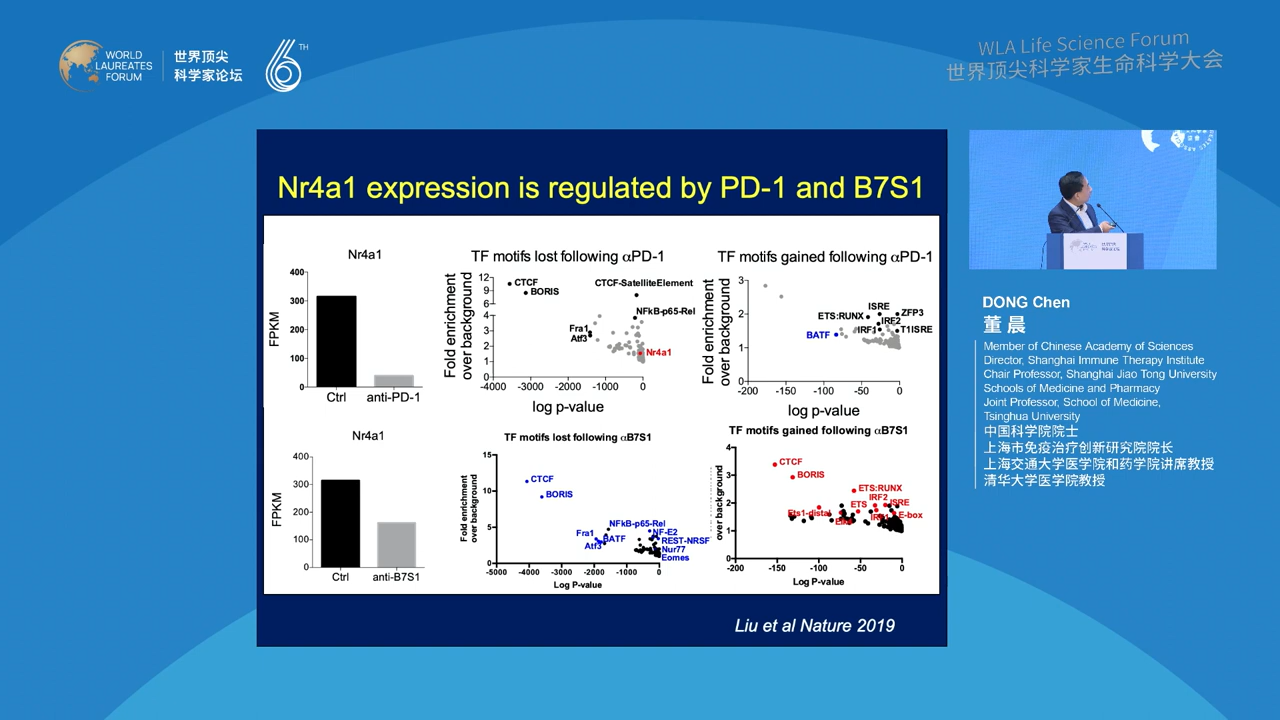 WORLD
LAUREATES
FORUM
世界顶尖
科学家论坛
6TH
WLA Life Science Forum
世界顶尖科学家生命科学大会
Nr4a1 expression is regulated by PD-1 and B7S1
Nr4a1
400
300
200
100
0
FPKM
Ctrl
anti-PD-1
TF motifs lost following αPD-1
Fold enrichment
over background
12
9
6
4
3
2
1
0
CTCF
BORIS
CTCF-SatelliteElement
NFkB-p65-Rel
Fra1
Atf3
Nr4a1
-4000 -3000 -2000 -1000 0
log p-value
TF motifs gained following αPD-1
Fold enrichment
over background
3
2
1
0
ISRE
ZFP3
ETS:RUNX
IRF2
IRF1
T1ISRE
BATF
-200 -150 -100 -50 0
log p-value
Nr4a1
400
300
200
100
0
FPKM
Ctrl
anti-B7S1
TF motifs lost following αB7S1
Fold enrichment
over background
15
10
5
0
CTCF
BORIS
NFkB-p65-Rel
Fra1
NF-E2
BATF
REST-NRSF
Atf3
Nur77
Eomes
-5000 -4000 -3000 -2000 -1000 0
Log P-value
TF motifs gained following αB7S1
over background
4
3
2
1
0
CTCF
BORIS
ETS:RUNX
IRF2
ISRE
ETS
Ets1-distal
E-box
-200 -150 -100 -50 0
Log P-value
Liu et al Nature 2019
DONG Chen
董 晨
Member of Chinese Academy of Sciences
Director, Shanghai Immune Therapy Institute
Chair Professor, Shanghai Jiao Tong University
Schools of Medicine and Pharmacy
Joint Professor, School of Medicine,
Tsinghua University
中国科学院院士
上海市免疫治疗创新研究院院长
上海交通大学医学院和药学院讲席教授
清华大学医学院教授